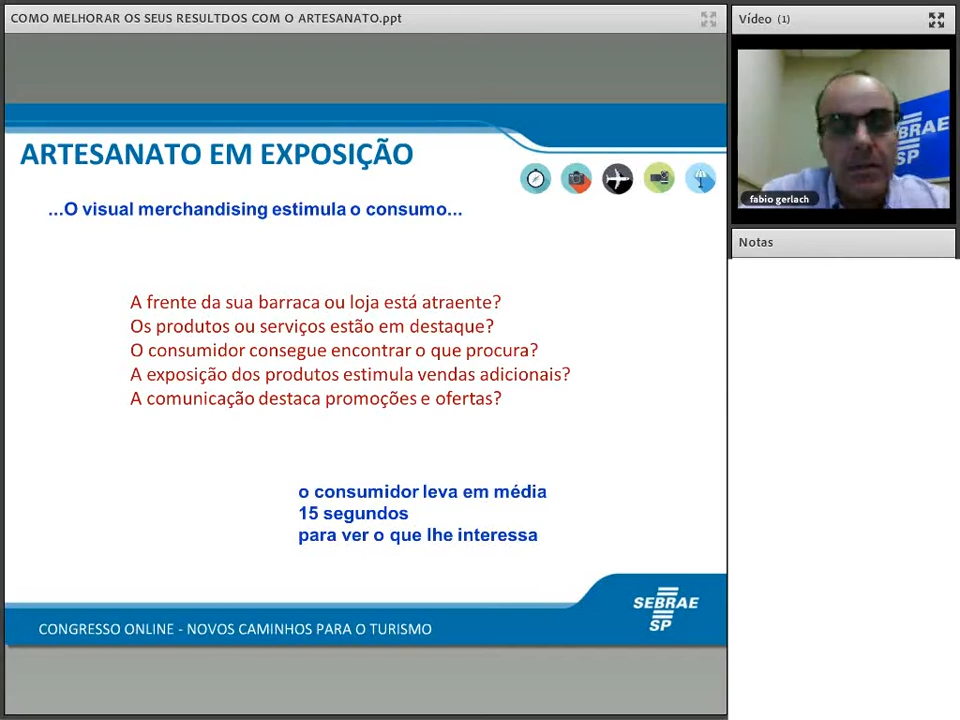 COMO MELHORAR OS SEUS RESULTDOS COM O ARTESANATO.ppt
Vídeo (1)
ARTESANATO EM EXPOSIÇÃO
...O visual merchandising estimula o consumo...
EBRAE
SP
fabio gerlach
Notas
A frente da sua barraca ou loja está atraente?
Os produtos ou serviços estão em destaque?
O consumidor consegue encontrar o que procura?
A exposição dos produtos estimula vendas adicionais?
A comunicação destaca promoções e ofertas?
o consumidor leva em média
15 segundos
para ver o que lhe interessa
SEBRAE
SP
CONGRESSO ONLINE - NOVOS CAMINHOS PARA O TURISMO